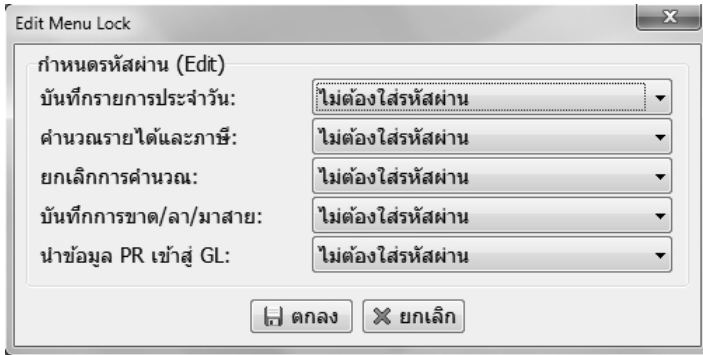 Edit Menu Lock
กำหนดรหัสผ่าน (Edit)
บันทึกรายการประจำวัน: ไม่ต้องใส่รหัสผ่าน
คำนวณรายได้และภาษี: ไม่ต้องใส่รหัสผ่าน
ยกเลิกการคำนวณ: ไม่ต้องใส่รหัสผ่าน
บันทึกการขาด/ลา/มาสาย: ไม่ต้องใส่รหัสผ่าน
นำข้อมูล PR เข้าสู่ GL: ไม่ต้องใส่รหัสผ่าน
ตกลง ยกเลิก